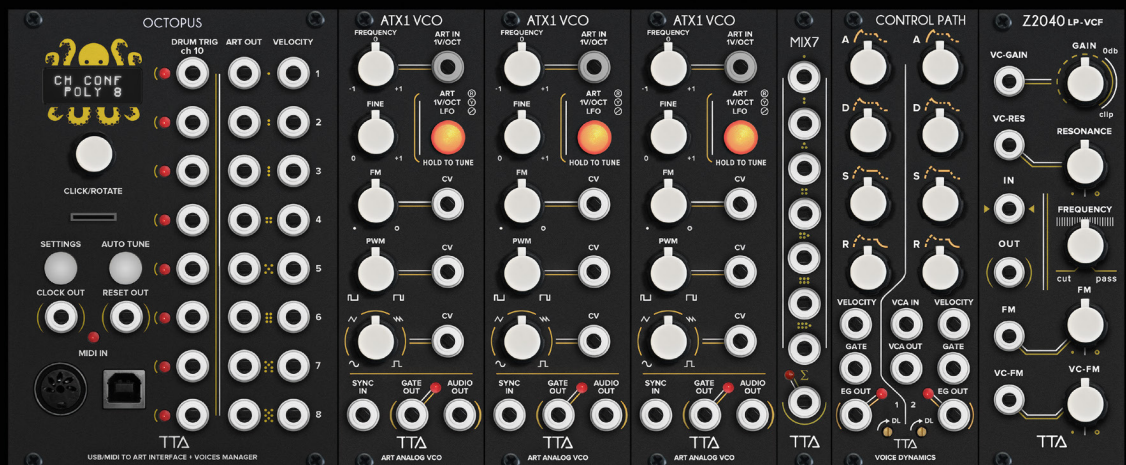 OCTOPUS
DRUM TRIG
ch 10
ART OUT
VELOCITY
CH CONF
POLY 8
CLICK/ROTATE
SETTINGS
AUTO TUNE
CLOCK OUT
RESET OUT
MIDI IN
1
2
3
4
5
6
7
8
TTA
USB/MIDI TO ART INTERFACE + VOICES MANAGER
ATX1 VCO
FREQUENCY
0
-1
+1
ART IN
1V/OCT
FINE
0
+1
ART
1V/OCT
LFO
R
Y
HOLD TO TUNE
FM
CV
PWM
CV
CV
SYNC
IN
GATE
OUT
AUDIO
OUT
TTA
ART ANALOG VCO
ATX1 VCO
FREQUENCY
0
-1
+1
ART IN
1V/OCT
FINE
0
+1
ART
1V/OCT
LFO
R
Y
HOLD TO TUNE
FM
CV
PWM
CV
CV
SYNC
IN
GATE
OUT
AUDIO
OUT
TTA
ART ANALOG VCO
ATX1 VCO
FREQUENCY
0
-1
+1
ART IN
1V/OCT
FINE
0
+1
ART
1V/OCT
LFO
R
Y
HOLD TO TUNE
FM
CV
PWM
CV
CV
SYNC
IN
GATE
OUT
AUDIO
OUT
TTA
ART ANALOG VCO
MIX7
Σ
TTA
CONTROL PATH
A
A
D
D
S
S
R
R
VELOCITY
VCA IN
VELOCITY
GATE
VCA OUT
GATE
EG OUT
EG OUT
1
2
DL
DL
TTA
VOICE DYNAMICS
Z2040 LP-VCF
VC-GAIN
GAIN
0db
clip
VC-RES
RESONANCE
IN
FREQUENCY
OUT
cut
pass
FM
FM
VC-FM
VC-FM
TTA